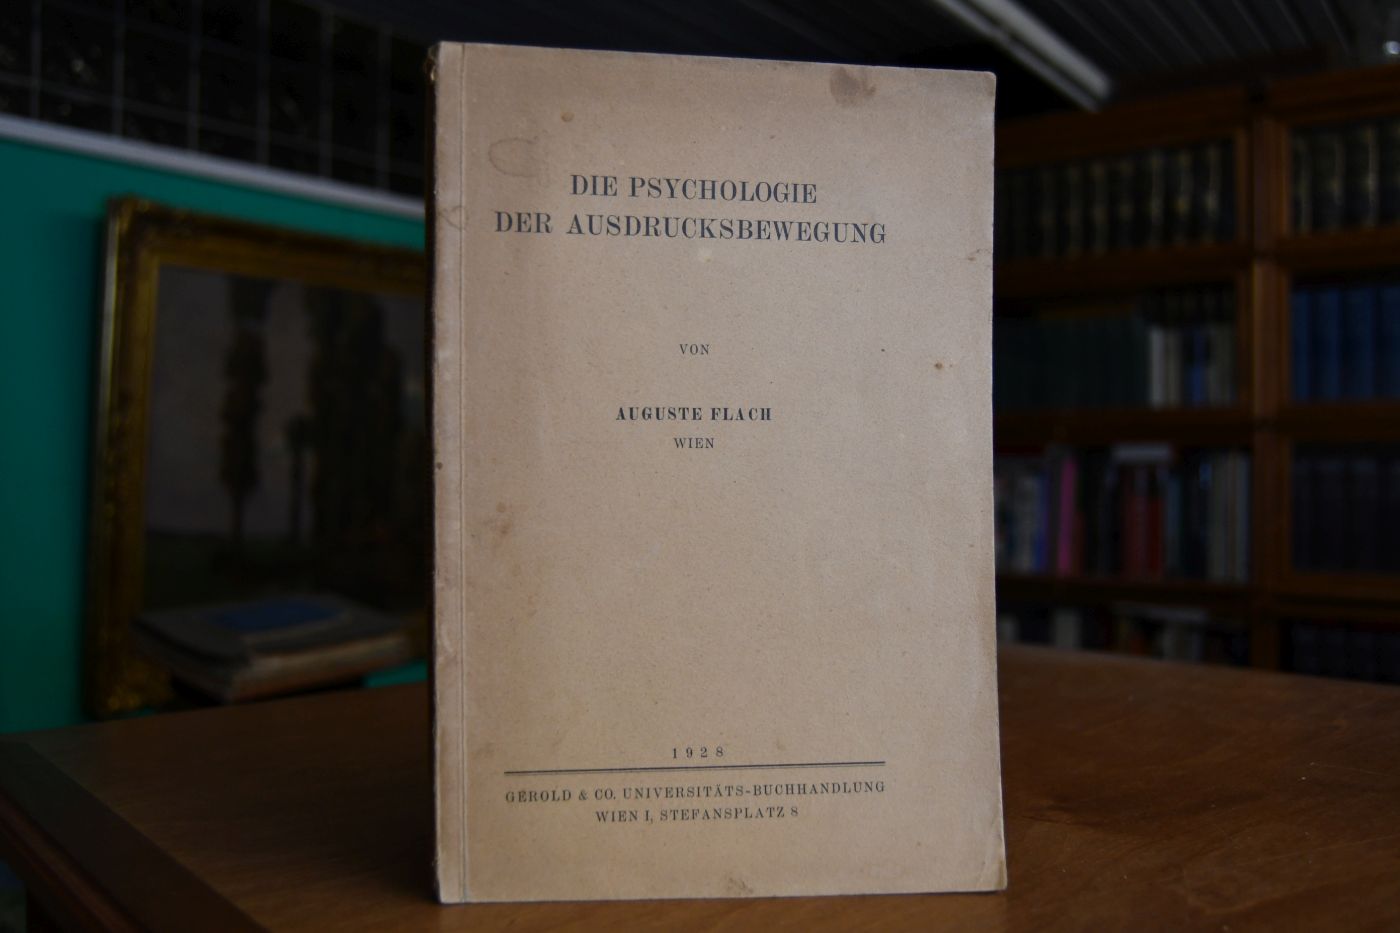 DIE PSYCHOLOGIE
DER AUSDRUCKSBEWEGUNG
VON
AUGUSTE FLACH
WIEN
1928
GEROLD & CO. UNIVERSITÄTS-BUCHHANDLUNG
WIEN I, STEFANSPLATZ 8